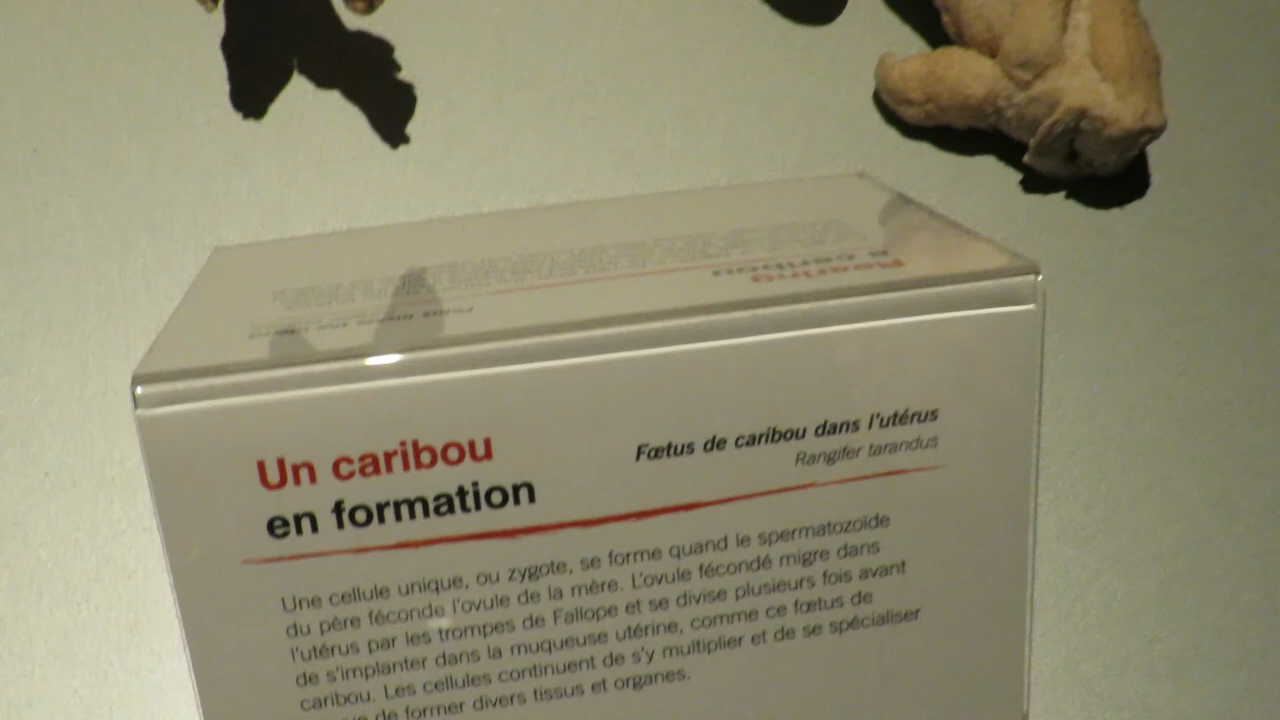 Rearing
a caribou
Un caribou
en formation
Fœtus de caribou dans l'utérus
Rangifer tarandus
Une cellule unique, ou zygote, se forme quand le spermatozoïde
du père féconde l'ovule de la mère. L'ovule fécondé migre dans
l'utérus par les trompes de Fallope et se divise plusieurs fois avant
de s'implanter dans la muqueuse utérine, comme ce fœtus de
caribou. Les cellules continuent de s'y multiplier et de se spécialiser
de former divers tissus et organes.